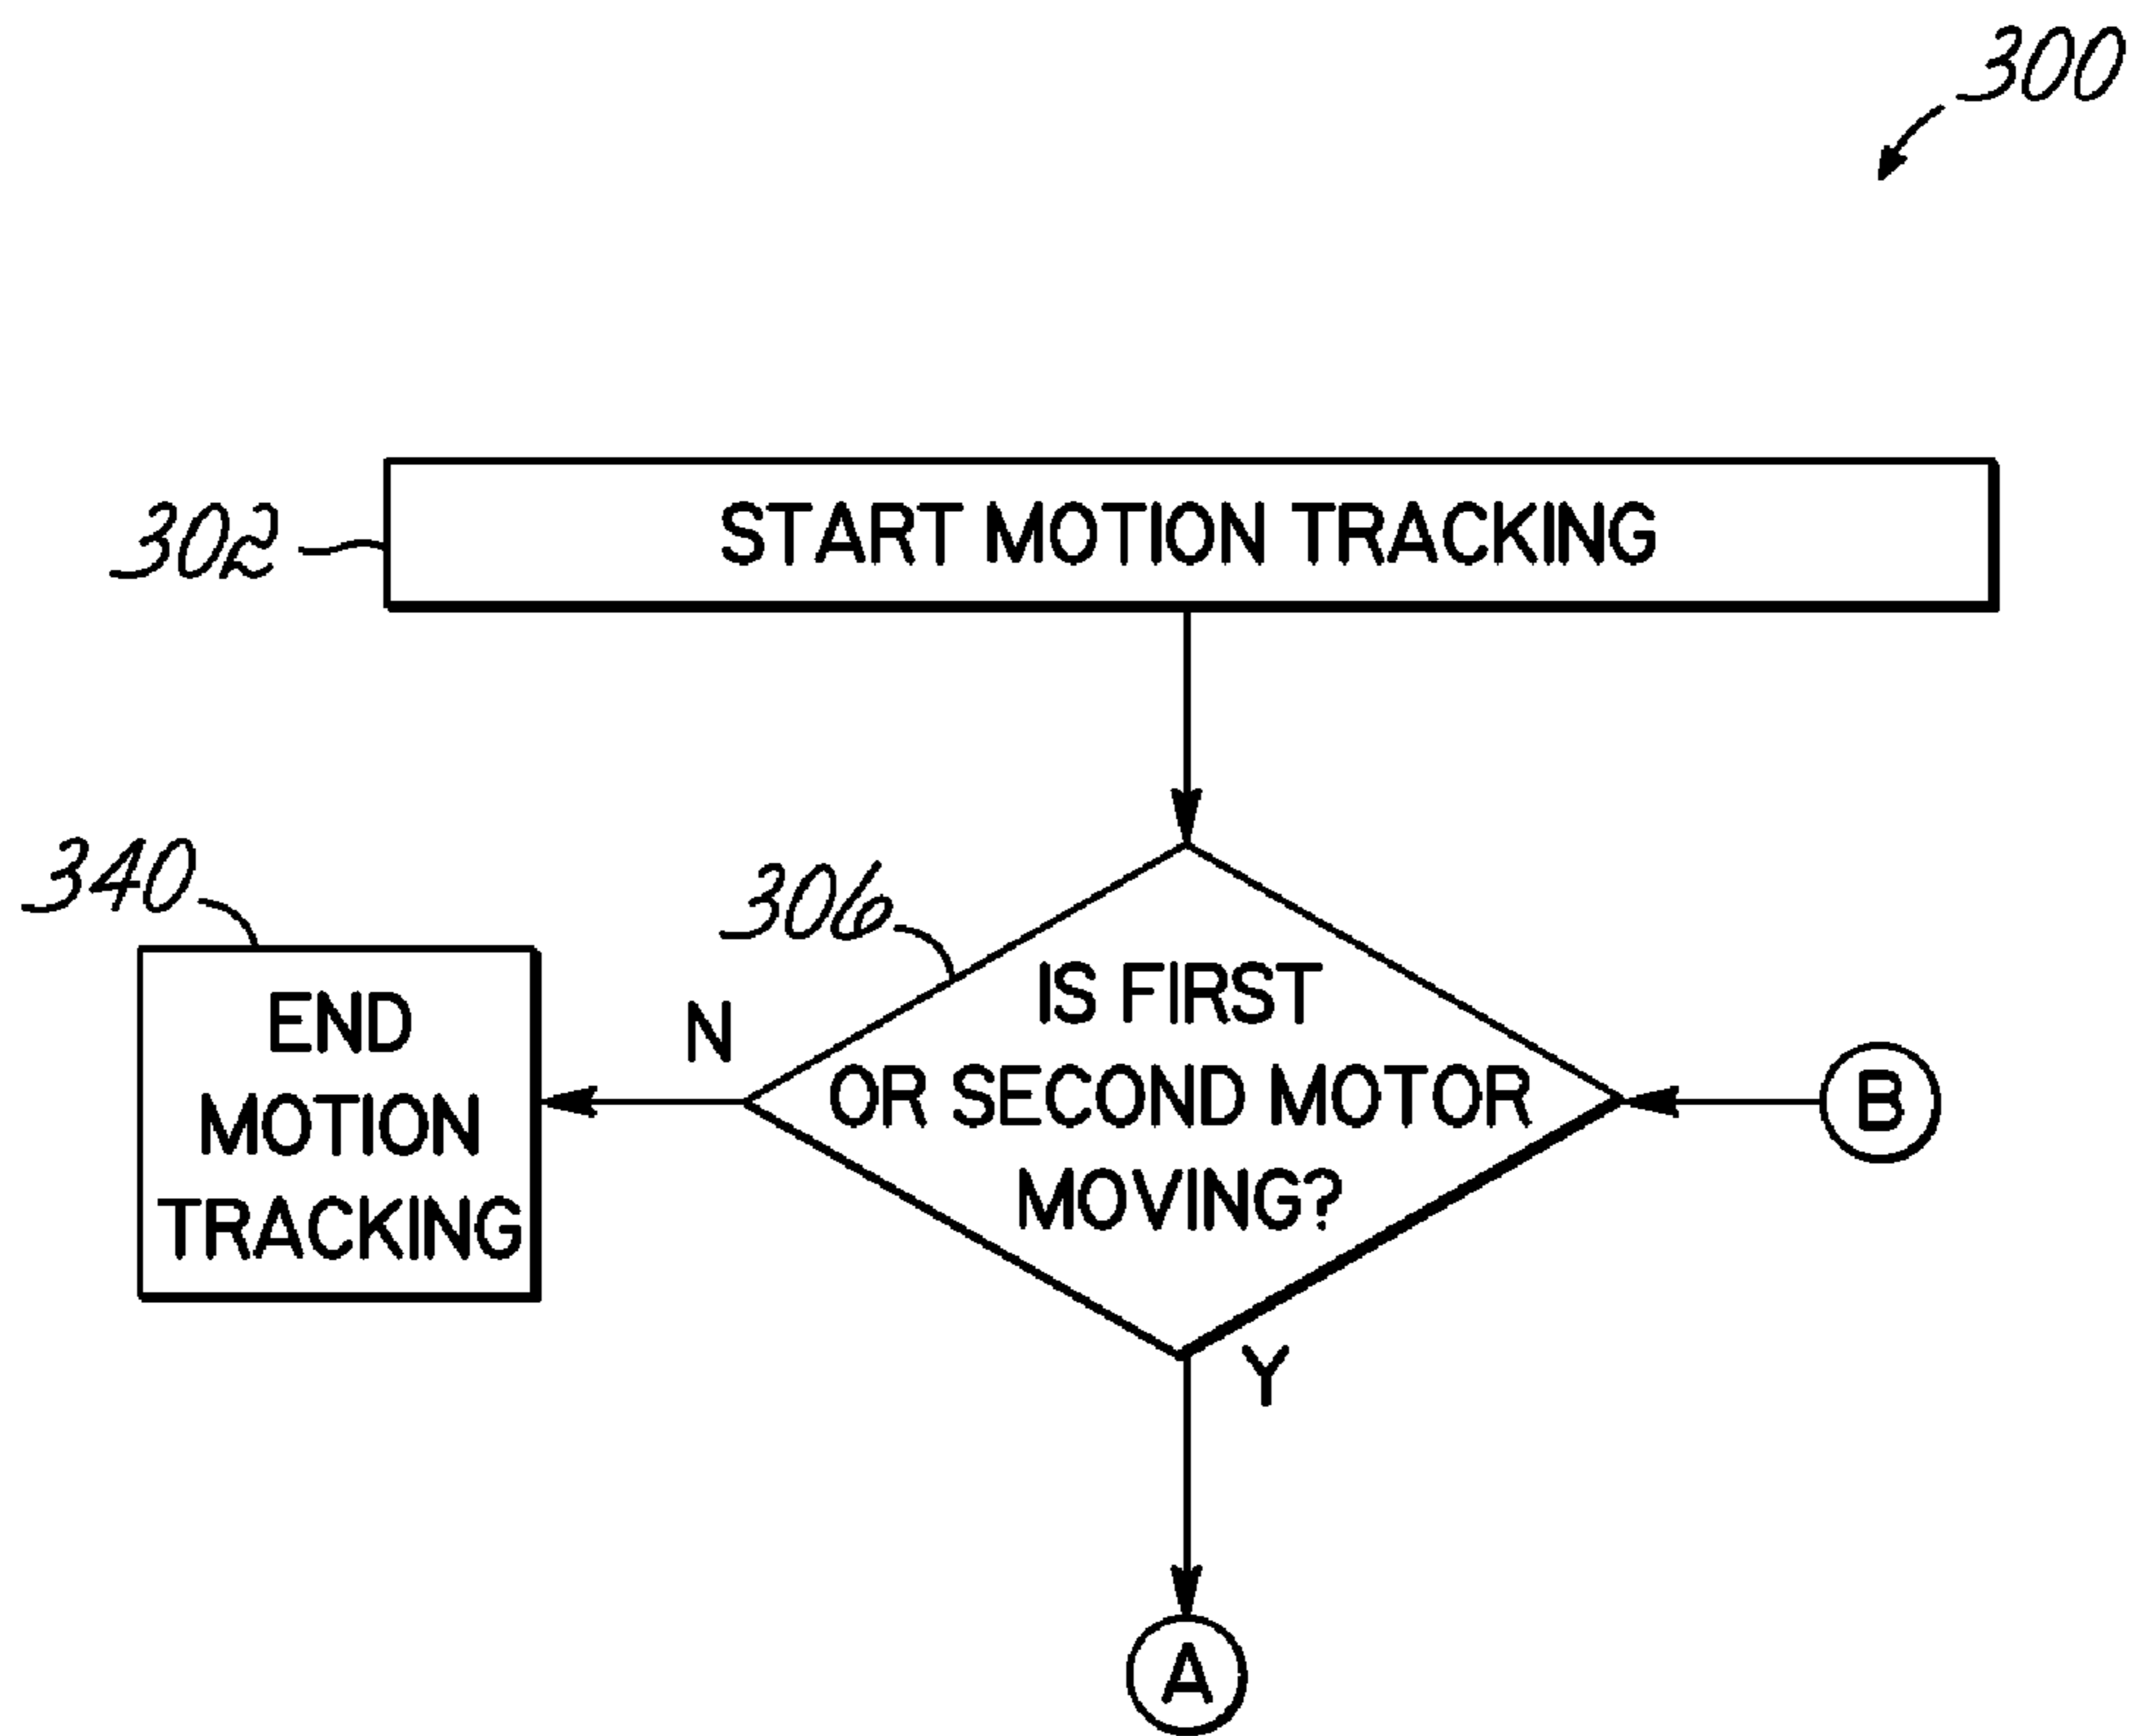 300
302
START MOTION TRACKING
340
306
IS FIRST
OR SECOND MOTOR
MOVING?
N
END
MOTION
TRACKING
B
Y
A